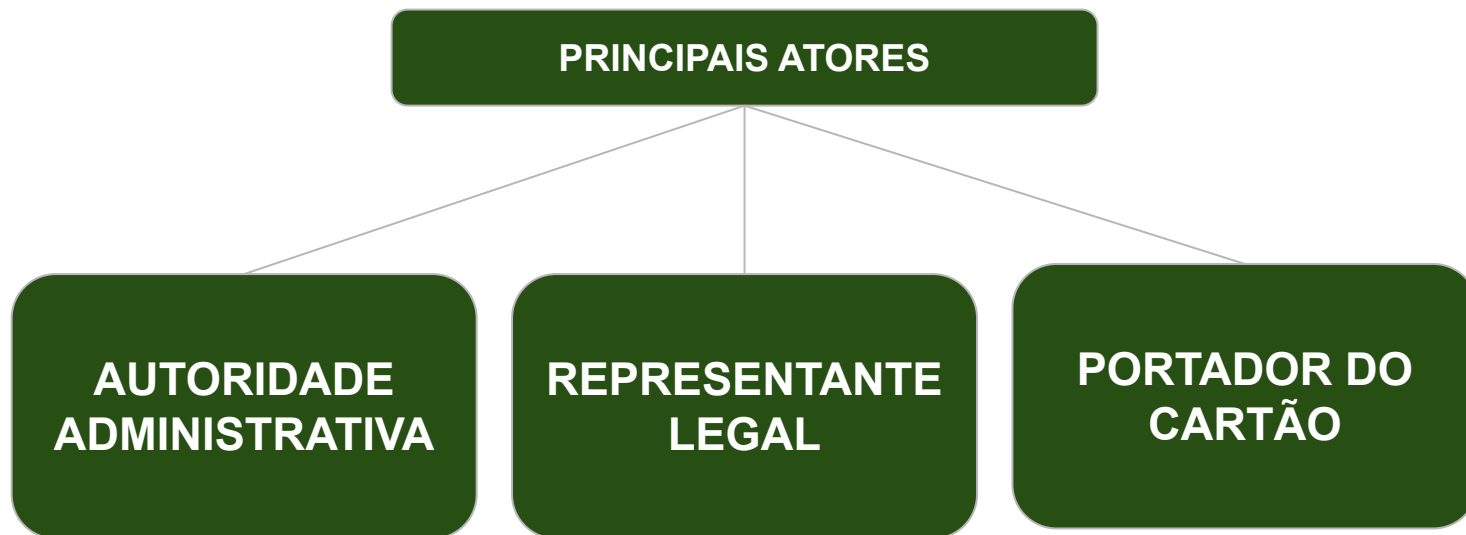 PRINCIPAIS ATORES
AUTORIDADE
ADMINISTRATIVA
REPRESENTANTE
LEGAL
PORTADOR DO
CARTÃO